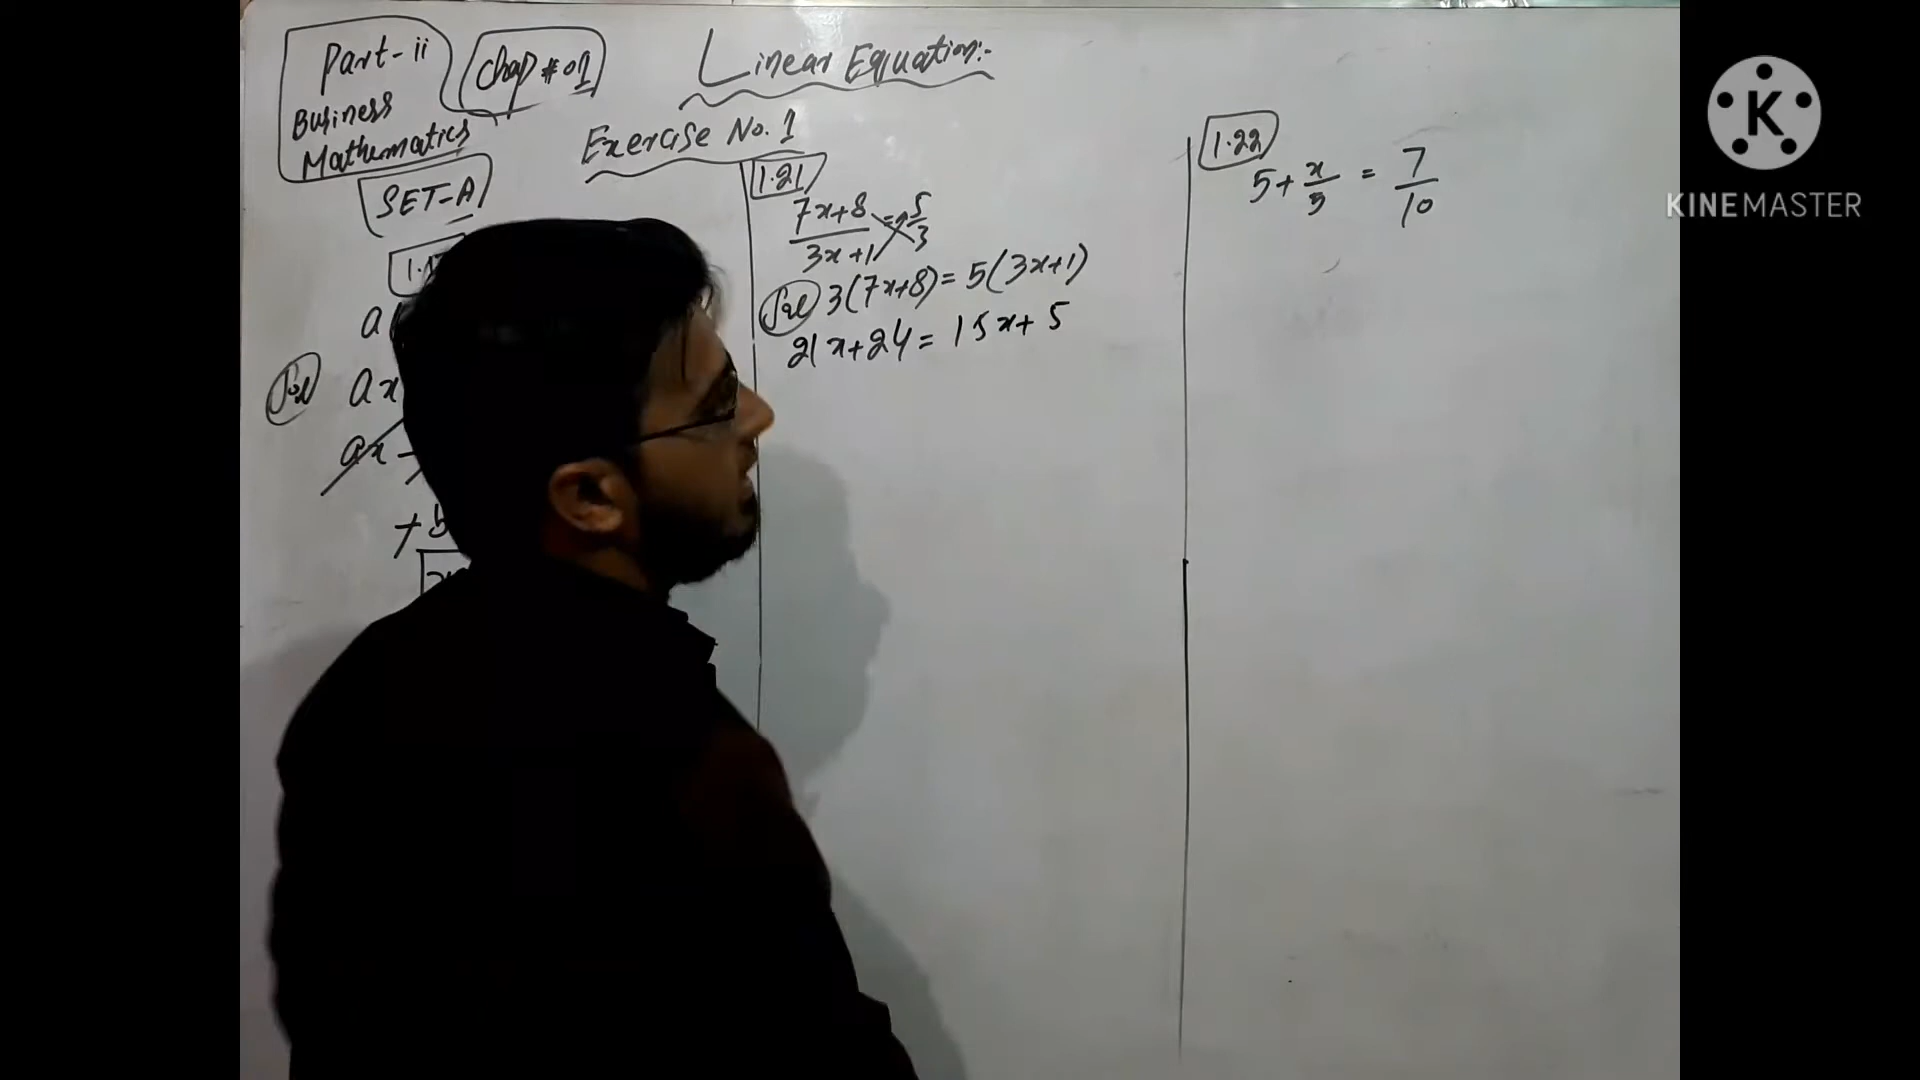 Part-ii
Business
Mathematics
Chap #01
Linear Equation:-
Exercise No. 1
SET-A
Sol
ax
ax -
1.21
7x+8 / 3x+1 = 5/3
Sol 3(7x+8) = 5(3x+1)
21x+24 = 15x+5
1.22
5 + x/5 = 7/10
KINEMASTER